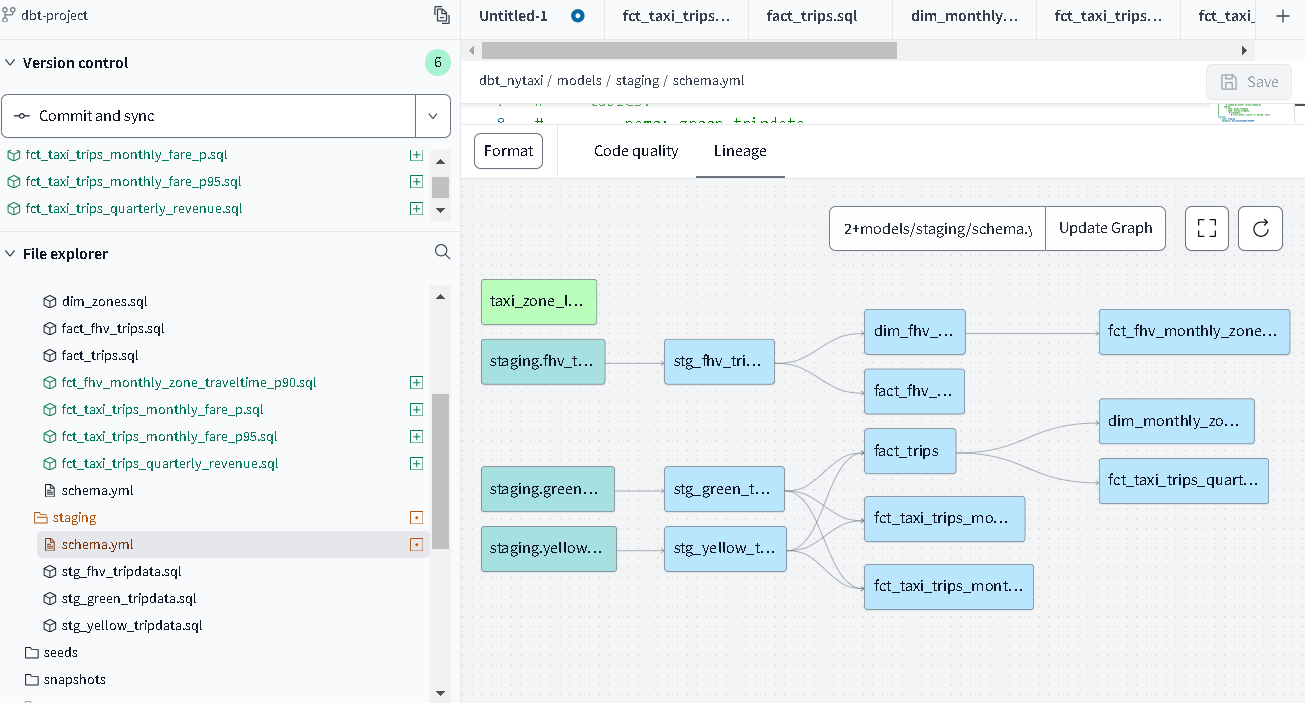 dbt-project
Version control
6
Commit and sync
fct_taxi_trips_monthly_fare_p.sql
fct_taxi_trips_monthly_fare_p95.sql
fct_taxi_trips_quarterly_revenue.sql
File explorer
dim_zones.sql
fact_fhv_trips.sql
fact_trips.sql
fct_fhv_monthly_zone_traveltime_p90.sql
fct_taxi_trips_monthly_fare_p.sql
fct_taxi_trips_monthly_fare_p95.sql
fct_taxi_trips_quarterly_revenue.sql
schema.yml
staging
schema.yml
stg_fhv_tripdata.sql
stg_green_tripdata.sql
stg_yellow_tripdata.sql
seeds
snapshots
Untitled-1 fct_taxi_trips... fact_trips.sql dim_monthly... fct_taxi_trips... fct_taxi_
dbt_nytaxi / models / staging / schema.yml
Save
8 # name: green_tripdata
Format Code quality Lineage
2+models/staging/schema.y Update Graph
taxi_zone_l...
staging.fhv_t...
stg_fhv_tri...
dim_fhv_...
fct_fhv_monthly_zone...
fact_fhv_...
fact_trips
dim_monthly_zo...
fct_taxi_trips_quart...
staging.green...
stg_green_t...
fct_taxi_trips_mo...
staging.yellow...
stg_yellow_t...
fct_taxi_trips_mont...